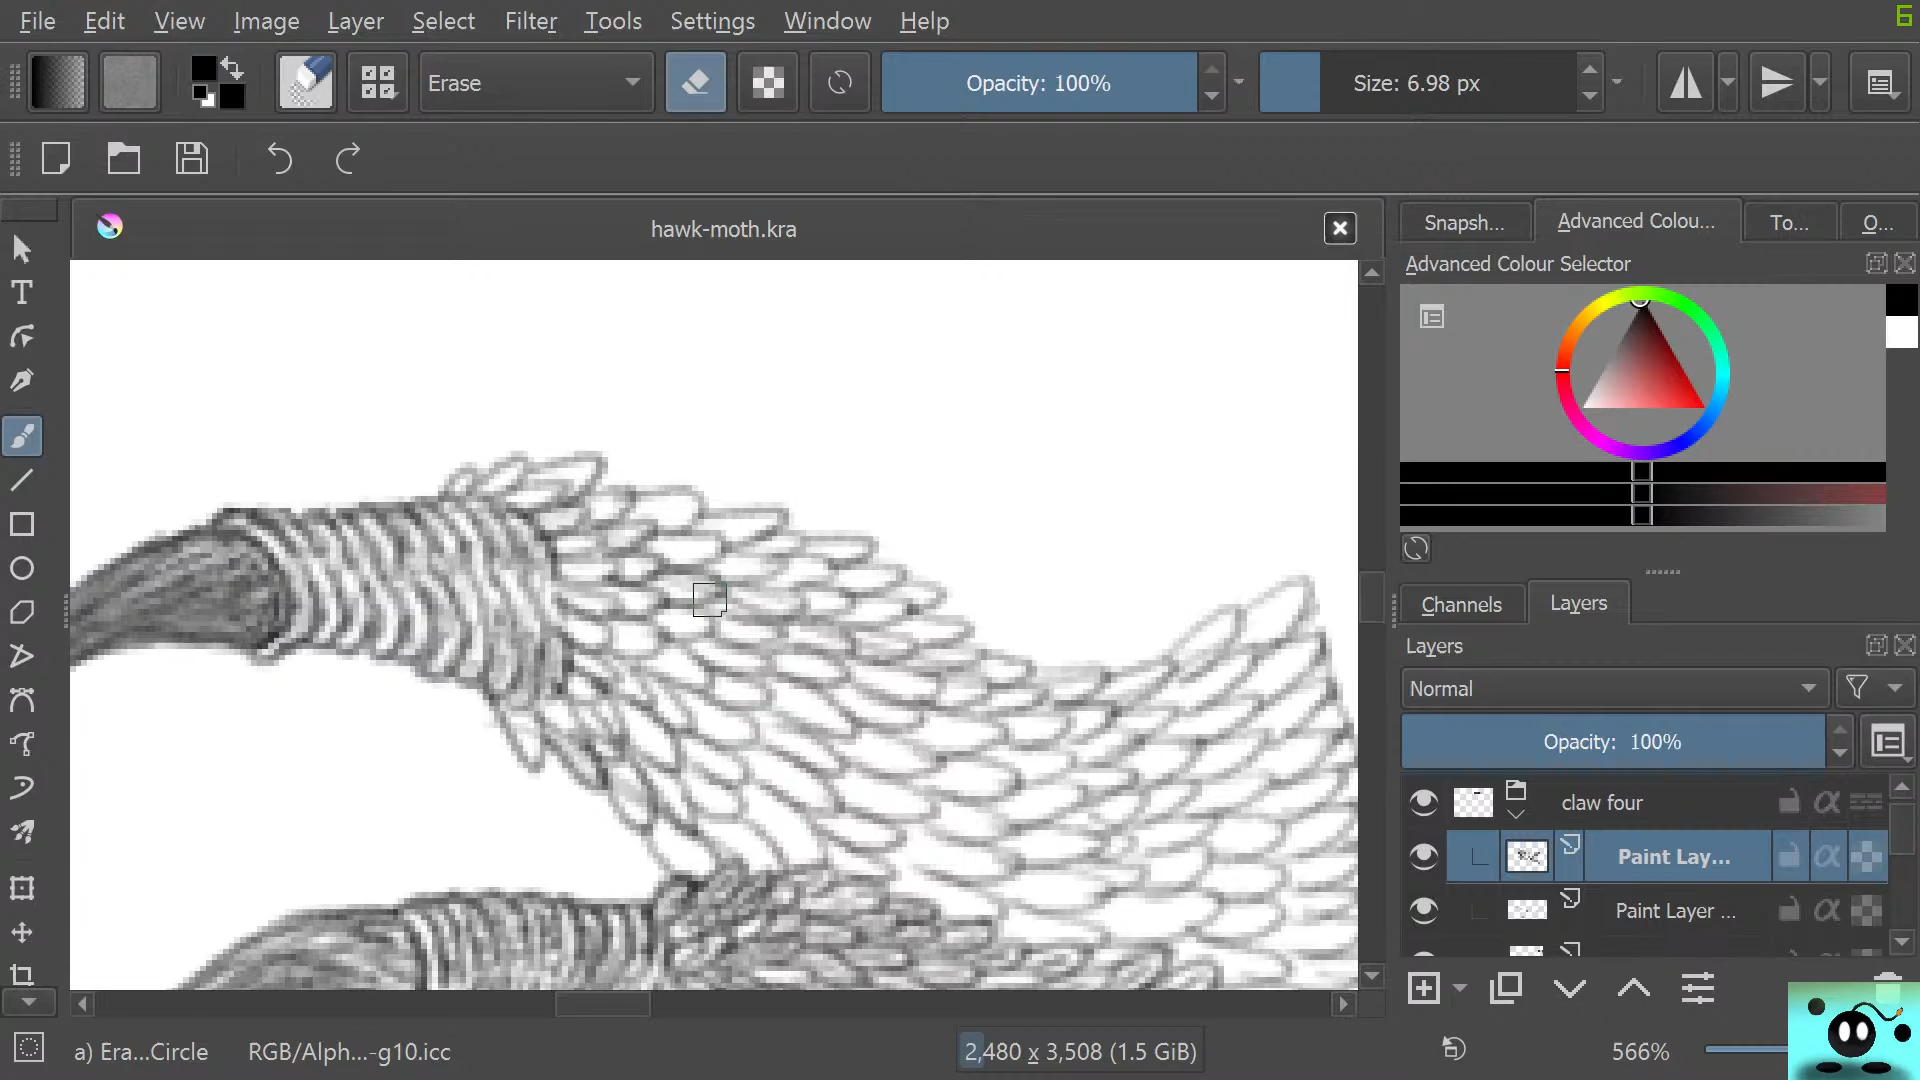 File Edit View Image Layer Select Filter Tools Settings Window Help
6
Erase
Opacity: 100%
Size: 6.98 px
hawk-moth.kra
Snapsh...
Advanced Colou...
To...
O...
Advanced Colour Selector
Channels
Layers
Layers
Normal
Opacity: 100%
claw four
Paint Lay...
Paint Layer ...
a) Era...Circle
RGB/Alph...-g10.icc
2,480 x 3,508 (1.5 GiB)
566%